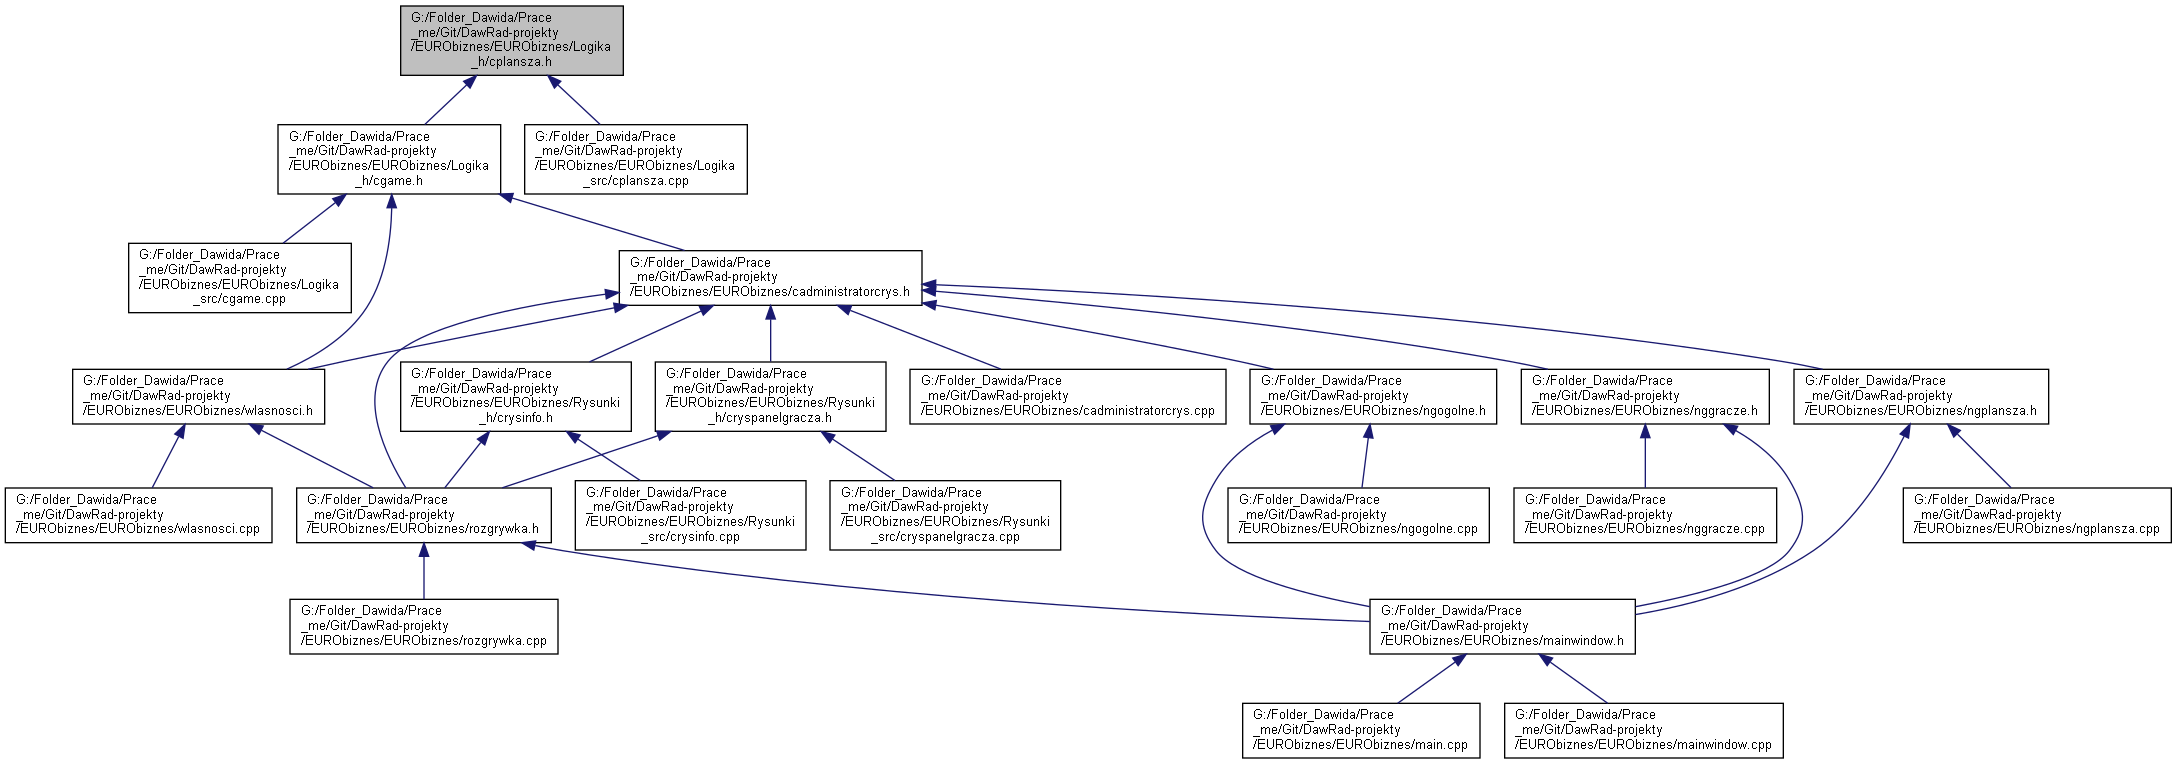 G:/Folder_Dawida/Prace
_me/Git/DawRad-projekty
/EURObiznes/EURObiznes/Logika
_h/cplansza.h
G:/Folder_Dawida/Prace
_me/Git/DawRad-projekty
/EURObiznes/EURObiznes/Logika
_h/cgame.h
G:/Folder_Dawida/Prace
_me/Git/DawRad-projekty
/EURObiznes/EURObiznes/Logika
_src/cplansza.cpp
G:/Folder_Dawida/Prace
_me/Git/DawRad-projekty
/EURObiznes/EURObiznes/Logika
_src/cgame.cpp
G:/Folder_Dawida/Prace
_me/Git/DawRad-projekty
/EURObiznes/EURObiznes/cadministratorcrys.h
G:/Folder_Dawida/Prace
_me/Git/DawRad-projekty
/EURObiznes/EURObiznes/wlasnosci.h
G:/Folder_Dawida/Prace
_me/Git/DawRad-projekty
/EURObiznes/EURObiznes/Rysunki
_h/crysinfo.h
G:/Folder_Dawida/Prace
_me/Git/DawRad-projekty
/EURObiznes/EURObiznes/Rysunki
_h/cryspanelgracza.h
G:/Folder_Dawida/Prace
_me/Git/DawRad-projekty
/EURObiznes/EURObiznes/cadministratorcrys.cpp
G:/Folder_Dawida/Prace
_me/Git/DawRad-projekty
/EURObiznes/EURObiznes/ngogolne.h
G:/Folder_Dawida/Prace
_me/Git/DawRad-projekty
/EURObiznes/EURObiznes/nggracze.h
G:/Folder_Dawida/Prace
_me/Git/DawRad-projekty
/EURObiznes/EURObiznes/ngplansza.h
G:/Folder_Dawida/Prace
_me/Git/DawRad-projekty
/EURObiznes/EURObiznes/wlasnosci.cpp
G:/Folder_Dawida/Prace
_me/Git/DawRad-projekty
/EURObiznes/EURObiznes/rozgrywka.h
G:/Folder_Dawida/Prace
_me/Git/DawRad-projekty
/EURObiznes/EURObiznes/Rysunki
_src/crysinfo.cpp
G:/Folder_Dawida/Prace
_me/Git/DawRad-projekty
/EURObiznes/EURObiznes/Rysunki
_src/cryspanelgracza.cpp
G:/Folder_Dawida/Prace
_me/Git/DawRad-projekty
/EURObiznes/EURObiznes/ngogolne.cpp
G:/Folder_Dawida/Prace
_me/Git/DawRad-projekty
/EURObiznes/EURObiznes/nggracze.cpp
G:/Folder_Dawida/Prace
_me/Git/DawRad-projekty
/EURObiznes/EURObiznes/ngplansza.cpp
G:/Folder_Dawida/Prace
_me/Git/DawRad-projekty
/EURObiznes/EURObiznes/rozgrywka.cpp
G:/Folder_Dawida/Prace
_me/Git/DawRad-projekty
/EURObiznes/EURObiznes/mainwindow.h
G:/Folder_Dawida/Prace
_me/Git/DawRad-projekty
/EURObiznes/EURObiznes/main.cpp
G:/Folder_Dawida/Prace
_me/Git/DawRad-projekty
/EURObiznes/EURObiznes/mainwindow.cpp